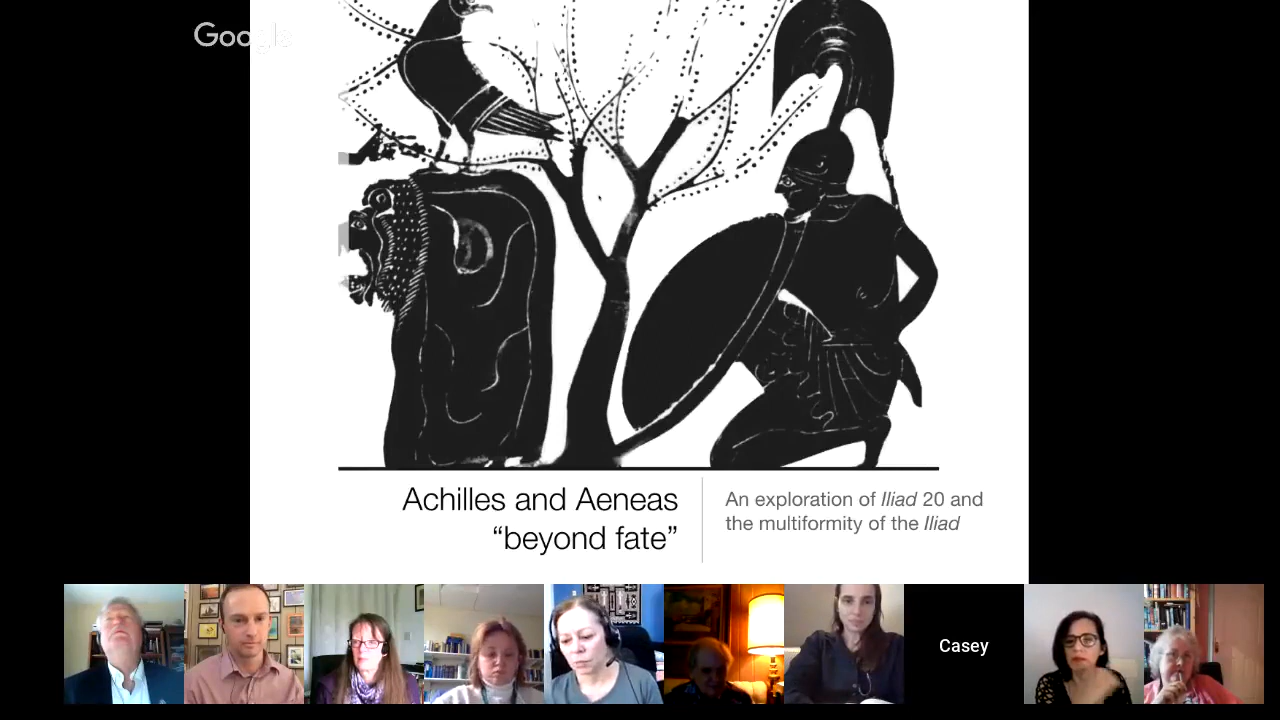 Google
Achilles and Aeneas
“beyond fate”
An exploration of Iliad 20 and
the multiformity of the Iliad
Casey